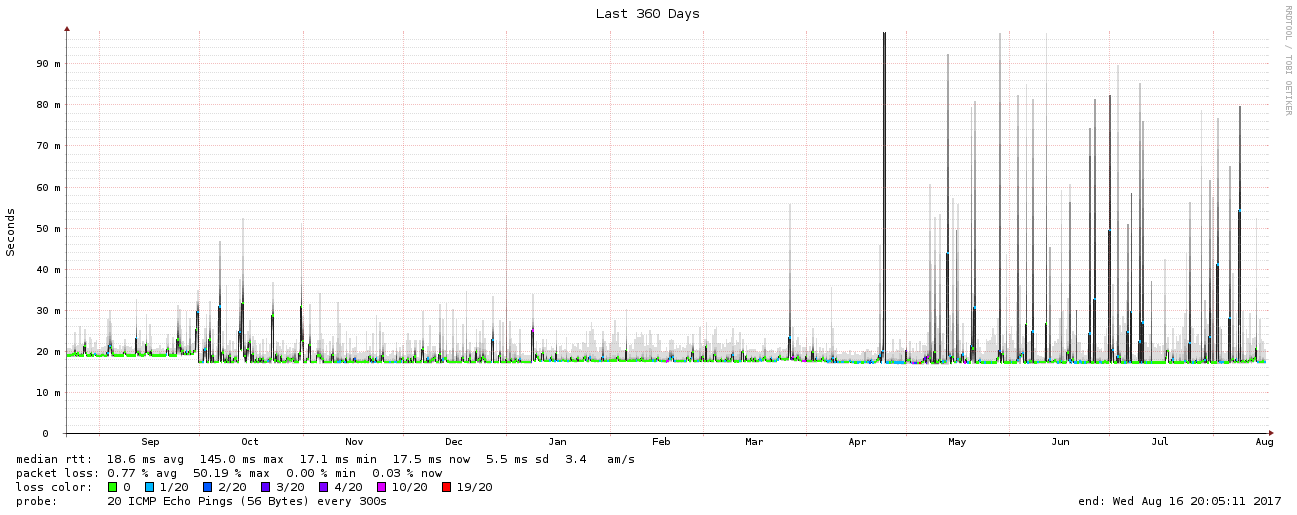 Last 360 Days
RRDTOOL / TOBI OETIKER
Seconds
90 m
80 m
70 m
60 m
50 m
40 m
30 m
20 m
10 m
0
Sep Oct Nov Dec Jan Feb Mar Apr May Jun Jul Aug
median rtt: 18.6 ms avg 145.0 ms max 17.1 ms min 17.5 ms now 5.5 ms sd 3.4 am/s
packet loss: 0.77 % avg 50.19 % max 0.00 % min 0.03 % now
loss color: 0 1/20 2/20 3/20 4/20 10/20 19/20
probe: 20 ICMP Echo Pings (56 Bytes) every 300s end: Wed Aug 16 20:05:11 2017